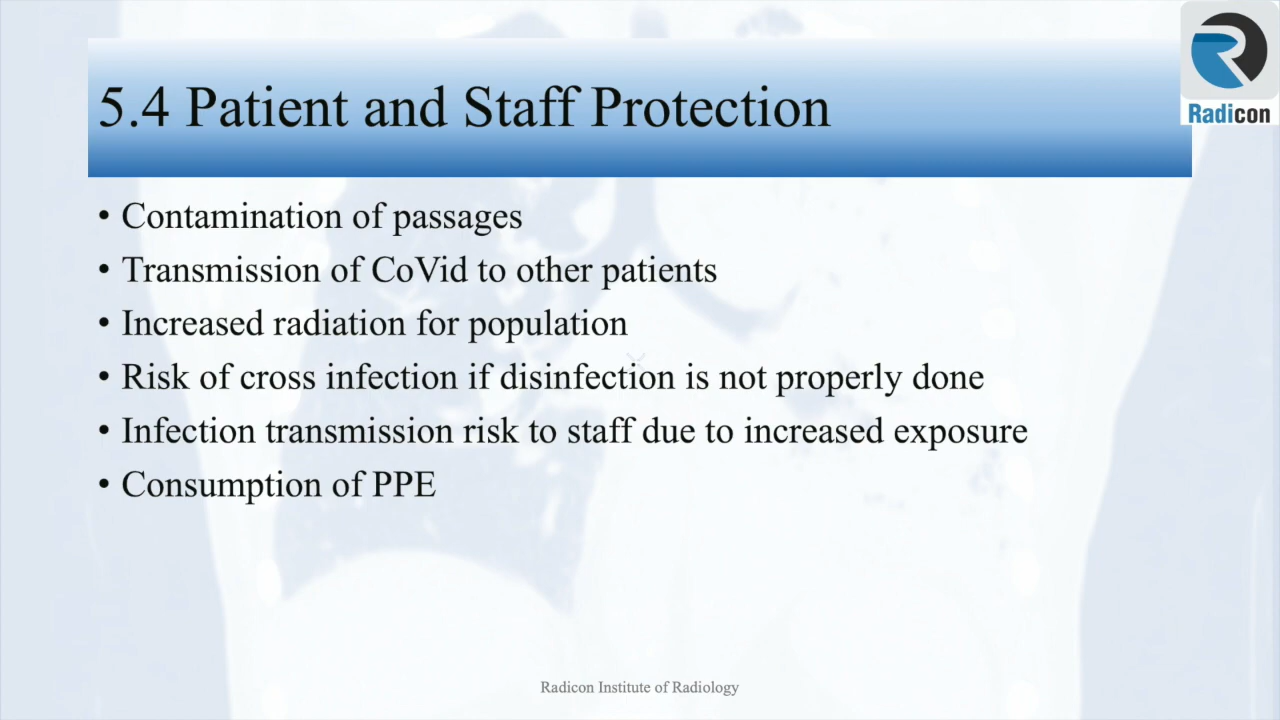 5.4 Patient and Staff Protection
Radicon
• Contamination of passages
• Transmission of CoVid to other patients
• Increased radiation for population
• Risk of cross infection if disinfection is not properly done
• Infection transmission risk to staff due to increased exposure
• Consumption of PPE
Radicon Institute of Radiology